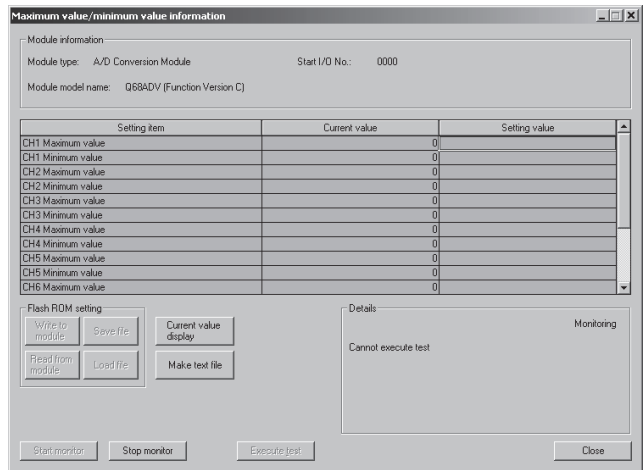 Maximum value/minimum value information
Module information
Module type: A/D Conversion Module Start I/O No.: 0000
Module model name: Q68ADV (Function Version C)
Setting item Current value Setting value
CH1 Maximum value 0
CH1 Minimum value 0
CH2 Maximum value 0
CH2 Minimum value 0
CH3 Maximum value 0
CH3 Minimum value 0
CH4 Maximum value 0
CH4 Minimum value 0
CH5 Maximum value 0
CH5 Minimum value 0
CH6 Maximum value 0
Flash ROM setting
Write to
module
Save file
Current value
display
Read from
module
Load file
Make text file
Details
Monitoring
Cannot execute test
Start monitor Stop monitor Execute test Close